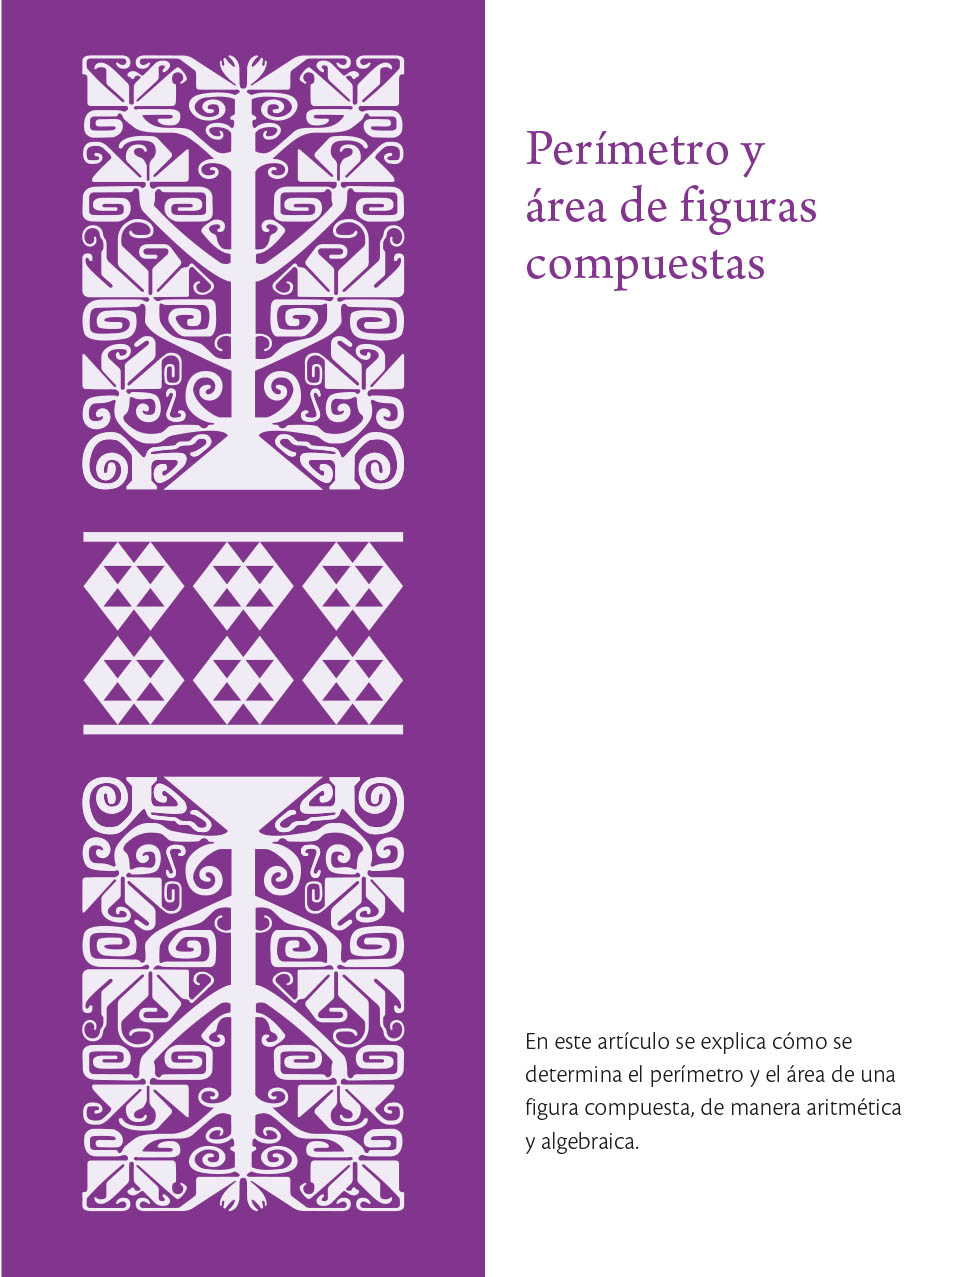 Perímetro y
área de figuras
compuestas
En este artículo se explica cómo se
determina el perímetro y el área de una
figura compuesta, de manera aritmética
y algebraica.